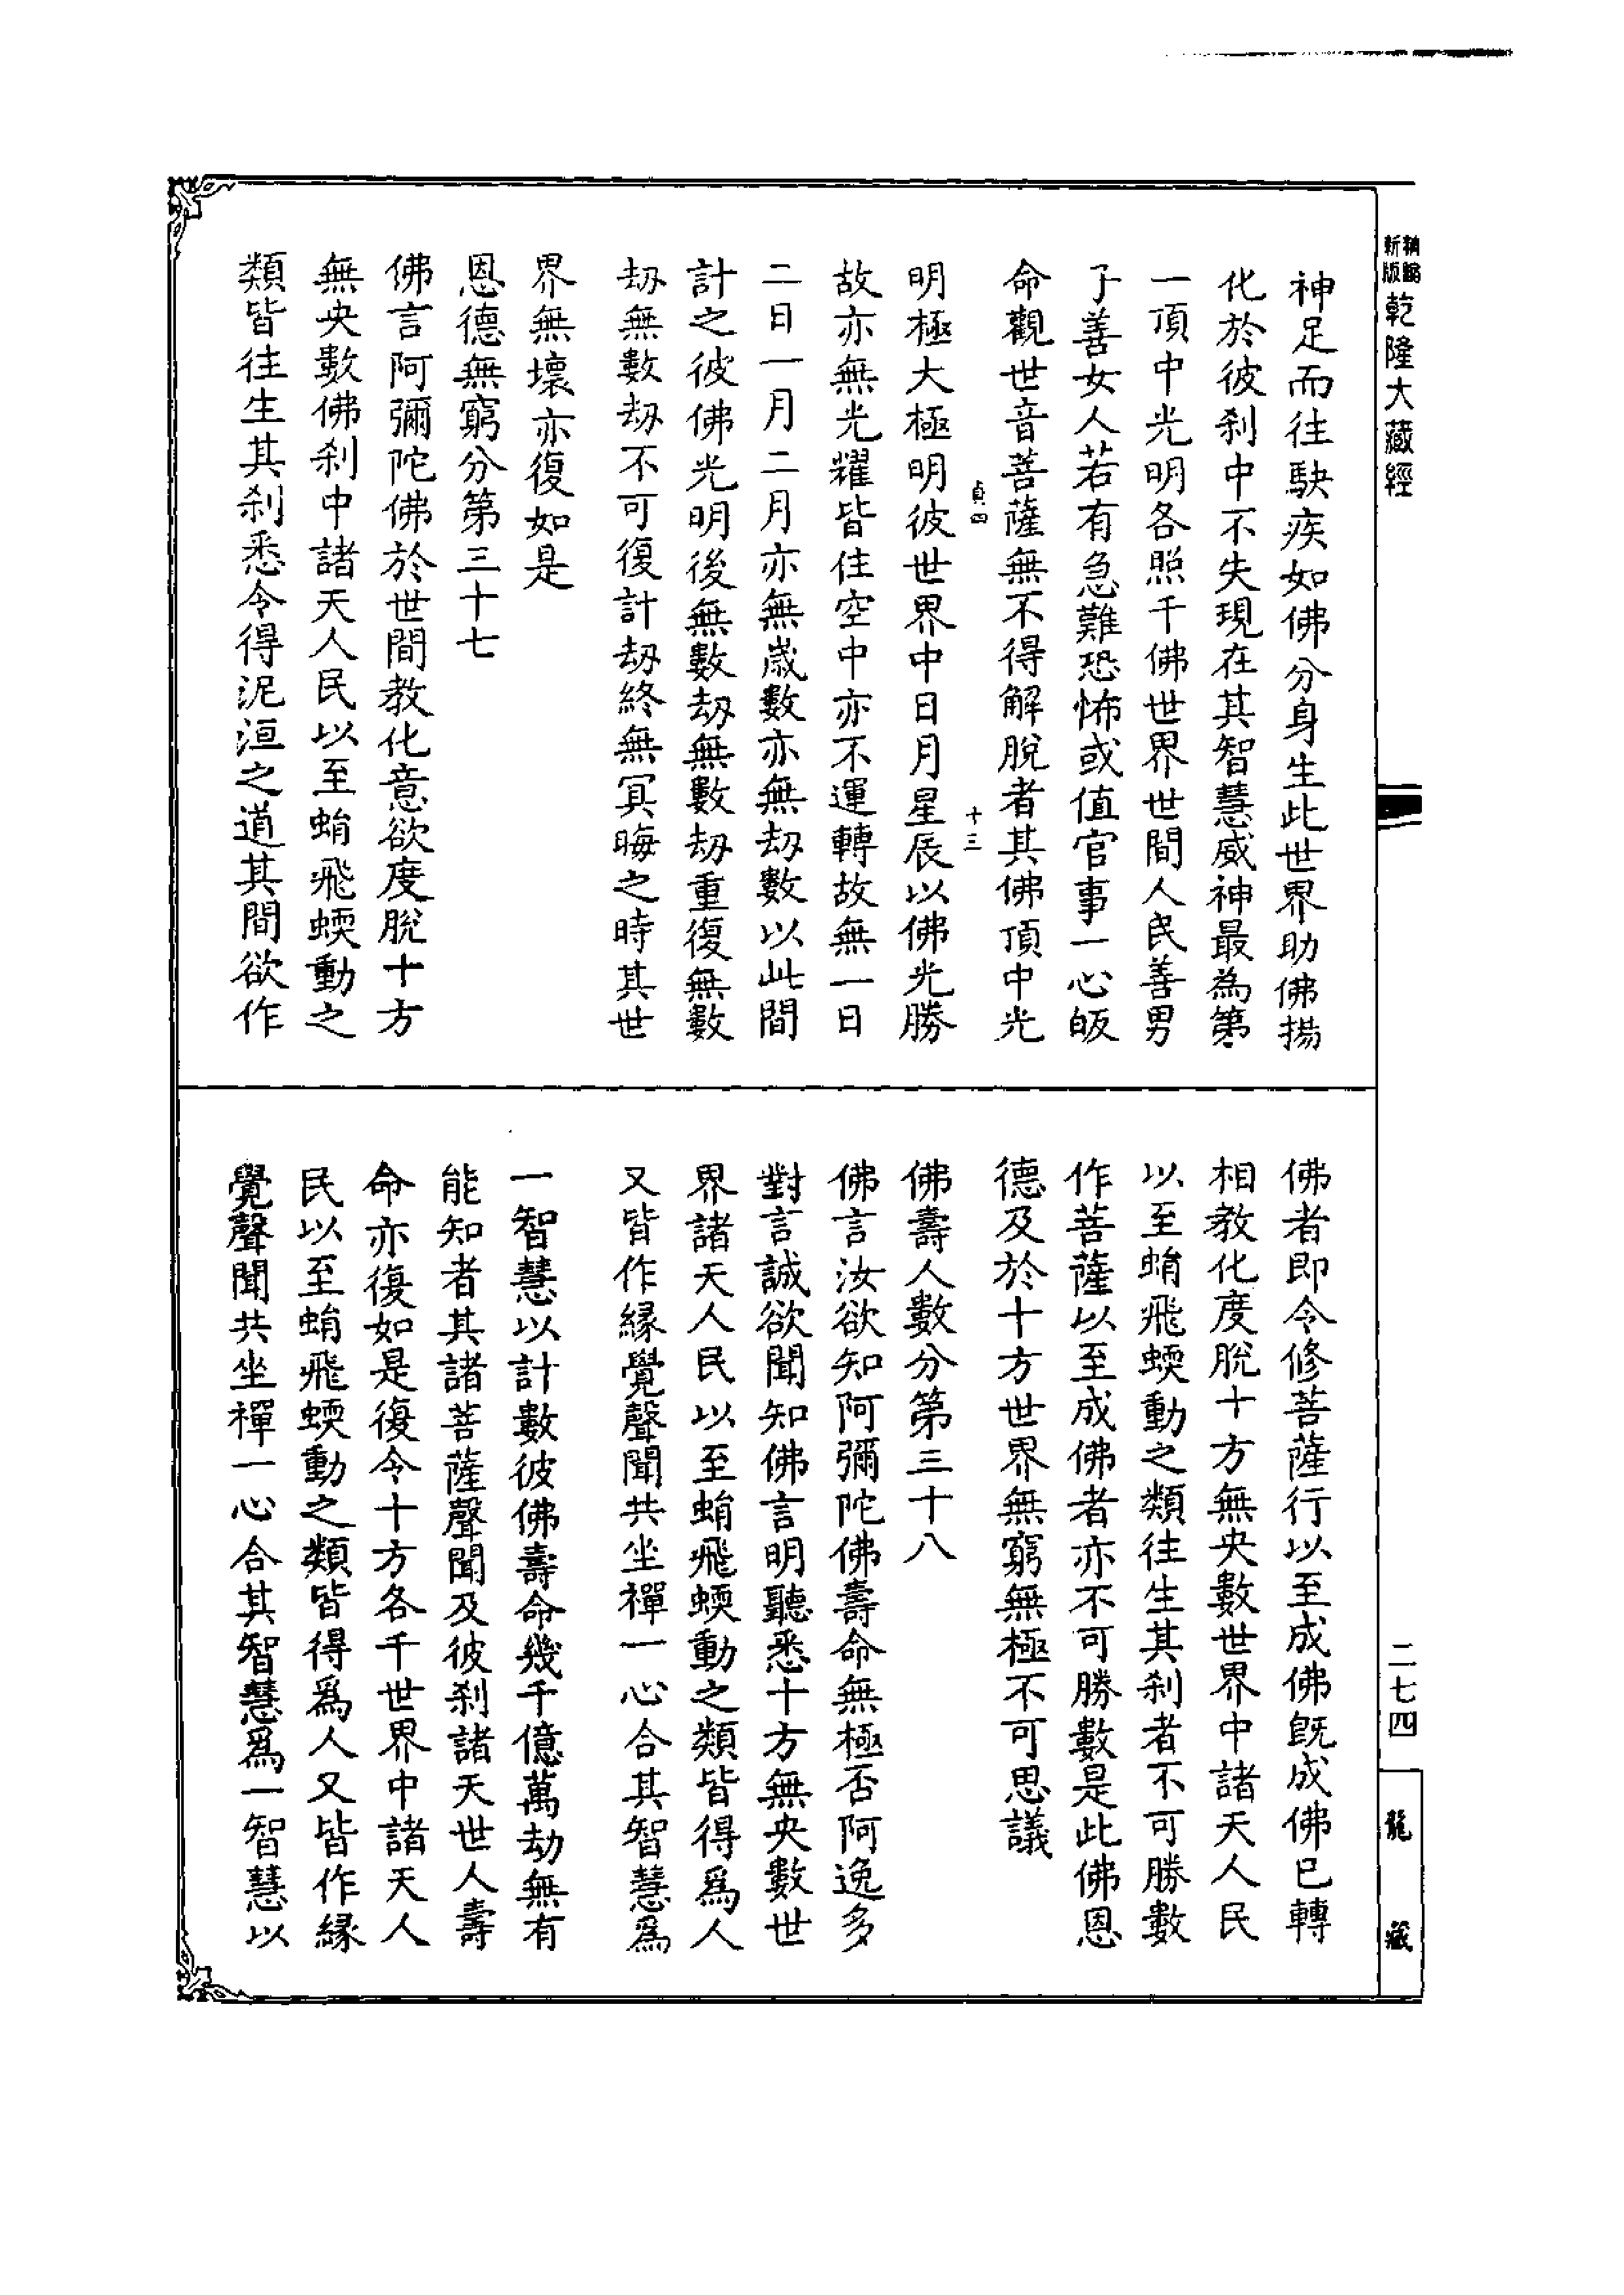 新版
精縮
乾隆大藏經
神足而往駃疾如佛分身生此世界助佛揚
化於彼刹中不失現在其智慧威神最為第
一頂中光明各照千佛世界世間人民善男
子善女人若有急難恐怖或值官事一心皈
命觀世音菩薩無不得解脫者其佛頂中光
貞四
十三
明極大極明彼世界中日月星辰以佛光勝
故亦無光耀皆住空中亦不運轉故無一日
二日一月二月亦無嵗數亦無劫數以此間
計之彼佛光明後無數劫無數劫重復無數
劫無數劫不可復計劫終無冥晦之時其世
界無壞亦復如是
恩德無窮分第三十七
佛言阿彌陀佛於世間教化意欲度脫十方
無央數佛刹中諸天人民以至蜎飛蝡動之
類皆往生其刹悉令得泥洹之道其間欲作
佛者即令修菩薩行以至成佛旣成佛已轉
相教化度脫十方無央數世界中諸天人民
以至蜎飛蝡動之類往生其刹者不可勝數
作菩薩以至成佛者亦不可勝數是此佛恩
德及於十方世界無窮無極不可思議
佛壽人數分第三十八
佛言汝欲知阿彌陀佛壽命無極否阿逸多
對言誠欲聞知佛言明聽悉十方無央數世
界諸天人民以至蜎飛蝡動之類皆得爲人
又皆作緣覺聲聞共坐禪一心合其智慧爲
一智慧以計數彼佛壽命幾千億萬劫無有
能知者其諸菩薩聲聞及彼刹諸天世人壽
命亦復如是復令十方各千世界中諸天人
民以至蜎飛蝡動之類皆得爲人又皆作緣
覺聲聞共坐禪一心合其智慧爲一智慧以
二七四
龍藏